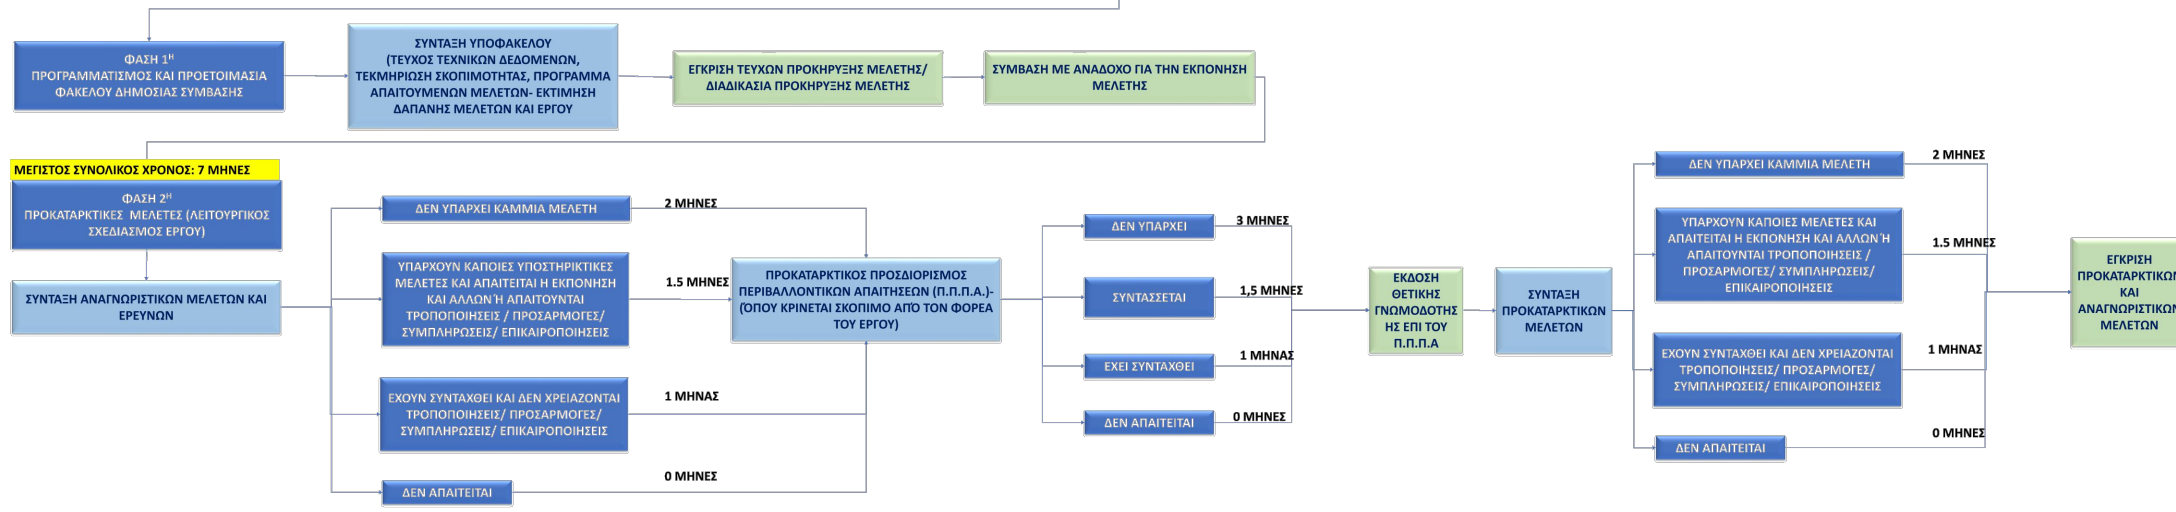 ΦΑΣΗ 1Η
ΠΡΟΓΡΑΜΜΑΤΙΣΜΟΣ ΚΑΙ ΠΡΟΕΤΟΙΜΑΣΙΑ
ΦΑΚΕΛΟΥ ΔΗΜΟΣΙΑΣ ΣΥΜΒΑΣΗΣ
ΣΥΝΤΑΞΗ ΥΠΟΦΑΚΕΛΟΥ
(ΤΕΥΧΟΣ ΤΕΧΝΙΚΩΝ ΔΕΔΟΜΕΝΩΝ,
ΤΕΚΜΗΡΙΩΣΗ ΣΚΟΠΙΜΟΤΗΤΑΣ, ΠΡΟΓΡΑΜΜΑ
ΑΠΑΙΤΟΥΜΕΝΩΝ ΜΕΛΕΤΩΝ- ΕΚΤΙΜΗΣΗ
ΔΑΠΑΝΗΣ ΜΕΛΕΤΩΝ ΚΑΙ ΕΡΓΟΥ
ΕΓΚΡΙΣΗ ΤΕΥΧΩΝ ΠΡΟΚΗΡΥΞΗΣ ΜΕΛΕΤΗΣ/
ΔΙΑΔΙΚΑΣΙΑ ΠΡΟΚΗΡΥΞΗΣ ΜΕΛΕΤΗΣ
ΣΥΜΒΑΣΗ ΜΕ ΑΝΑΔΟΧΟ ΓΙΑ ΤΗΝ ΕΚΠΟΝΗΣΗ
ΜΕΛΕΤΗΣ
ΜΕΓΙΣΤΟΣ ΣΥΝΟΛΙΚΟΣ ΧΡΟΝΟΣ: 7 ΜΗΝΕΣ
ΦΑΣΗ 2Η
ΠΡΟΚΑΤΑΡΚΤΙΚΕΣ ΜΕΛΕΤΕΣ (ΛΕΙΤΟΥΡΓΙΚΟΣ
ΣΧΕΔΙΑΣΜΟΣ ΕΡΓΟΥ)
ΣΥΝΤΑΞΗ ΑΝΑΓΝΩΡΙΣΤΙΚΩΝ ΜΕΛΕΤΩΝ ΚΑΙ
ΕΡΕΥΝΩΝ
ΔΕΝ ΥΠΑΡΧΕΙ ΚΑΜΜΙΑ ΜΕΛΕΤΗ
2 ΜΗΝΕΣ
ΥΠΑΡΧΟΥΝ ΚΑΠΟΙΕΣ ΥΠΟΣΤΗΡΙΚΤΙΚΕΣ
ΜΕΛΕΤΕΣ ΚΑΙ ΑΠΑΙΤΕΙΤΑΙ Η ΕΚΠΟΝΗΣΗ
ΚΑΙ ΑΛΛΩΝ Ή ΑΠΑΙΤΟΥΝΤΑΙ
ΤΡΟΠΟΠΟΙΗΣΕΙΣ / ΠΡΟΣΑΡΜΟΓΕΣ/
ΣΥΜΠΛΗΡΩΣΕΙΣ/ ΕΠΙΚΑΙΡΟΠΟΙΗΣΕΙΣ
1.5 ΜΗΝΕΣ
ΕΧΟΥΝ ΣΥΝΤΑΧΘΕΙ ΚΑΙ ΔΕΝ ΧΡΕΙΑΖΟΝΤΑΙ
ΤΡΟΠΟΠΟΙΗΣΕΙΣ/ ΠΡΟΣΑΡΜΟΓΕΣ/
ΣΥΜΠΛΗΡΩΣΕΙΣ/ ΕΠΙΚΑΙΡΟΠΟΙΗΣΕΙΣ
1 ΜΗΝΑΣ
ΔΕΝ ΑΠΑΙΤΕΙΤΑΙ
0 ΜΗΝΕΣ
ΠΡΟΚΑΤΑΡΚΤΙΚΟΣ ΠΡΟΣΔΙΟΡΙΣΜΟΣ
ΠΕΡΙΒΑΛΛΟΝΤΙΚΩΝ ΑΠΑΙΤΗΣΕΩΝ (Π.Π.Π.Α.)-
(ΌΠΟΥ ΚΡΙΝΕΤΑΙ ΣΚΟΠΙΜΟ ΑΠΌ ΤΟΝ ΦΟΡΕΑ
ΤΟΥ ΕΡΓΟΥ)
ΔΕΝ ΥΠΑΡΧΕΙ
3 ΜΗΝΕΣ
ΣΥΝΤΑΣΣΕΤΑΙ
1,5 ΜΗΝΕΣ
ΕΧΕΙ ΣΥΝΤΑΧΘΕΙ
1 ΜΗΝΑΣ
ΔΕΝ ΑΠΑΙΤΕΙΤΑΙ
0 ΜΗΝΕΣ
ΕΚΔΟΣΗ
ΘΕΤΙΚΗΣ
ΓΝΩΜΟΔΟΤΗΣ
ΗΣ ΕΠΙ ΤΟΥ
Π.Π.Π.Α
ΣΥΝΤΑΞΗ
ΠΡΟΚΑΤΑΡΚΤΙΚΩΝ
ΜΕΛΕΤΩΝ
ΔΕΝ ΥΠΑΡΧΕΙ ΚΑΜΜΙΑ ΜΕΛΕΤΗ
2 ΜΗΝΕΣ
ΥΠΑΡΧΟΥΝ ΚΑΠΟΙΕΣ ΜΕΛΕΤΕΣ ΚΑΙ
ΑΠΑΙΤΕΙΤΑΙ Η ΕΚΠΟΝΗΣΗ ΚΑΙ ΑΛΛΩΝ Ή
ΑΠΑΙΤΟΥΝΤΑΙ ΤΡΟΠΟΠΟΙΗΣΕΙΣ /
ΠΡΟΣΑΡΜΟΓΕΣ/ ΣΥΜΠΛΗΡΩΣΕΙΣ/
ΕΠΙΚΑΙΡΟΠΟΙΗΣΕΙΣ
1.5 ΜΗΝΕΣ
ΕΧΟΥΝ ΣΥΝΤΑΧΘΕΙ ΚΑΙ ΔΕΝ ΧΡΕΙΑΖΟΝΤΑΙ
ΤΡΟΠΟΠΟΙΗΣΕΙΣ/ ΠΡΟΣΑΡΜΟΓΕΣ/
ΣΥΜΠΛΗΡΩΣΕΙΣ/ ΕΠΙΚΑΙΡΟΠΟΙΗΣΕΙΣ
1 ΜΗΝΑΣ
ΔΕΝ ΑΠΑΙΤΕΙΤΑΙ
0 ΜΗΝΕΣ
ΕΓΚΡΙΣΗ
ΠΡΟΚΑΤΑΡΚΤΙΚΩΝ
ΚΑΙ
ΑΝΑΓΝΩΡΙΣΤΙΚΩΝ
ΜΕΛΕΤΩΝ